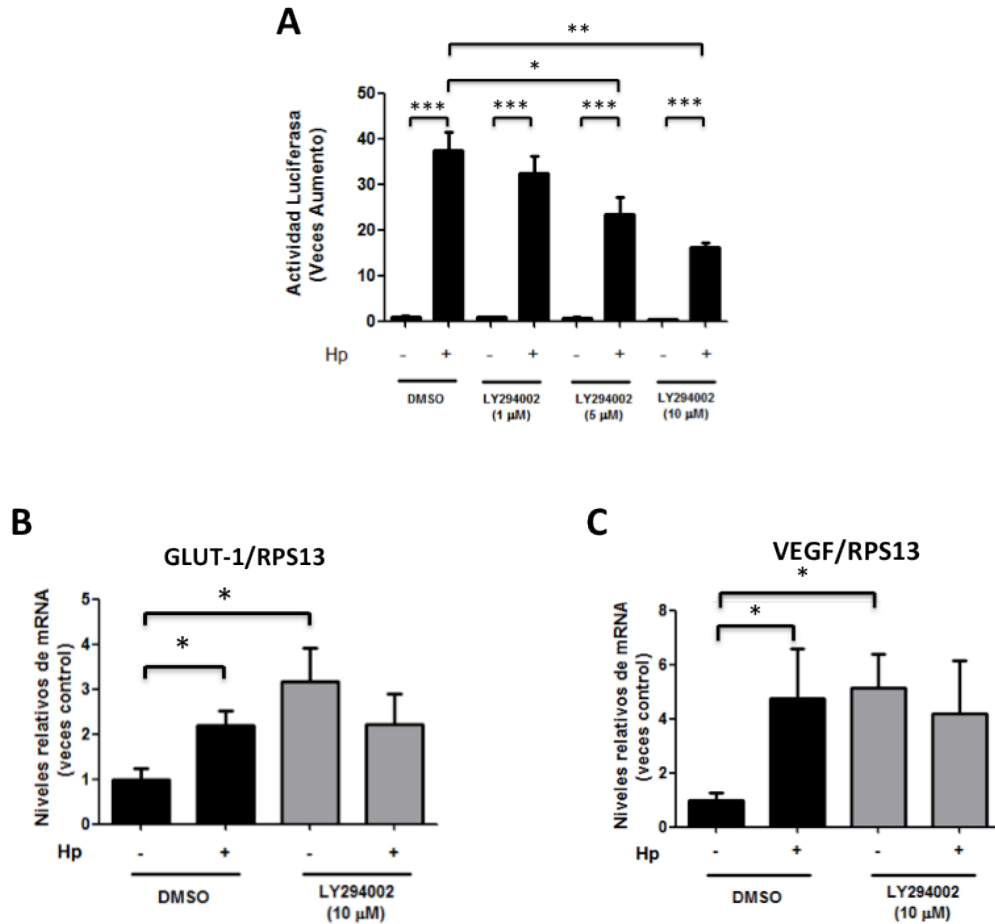 A
**
*
*** *** *** ***
Actividad Luciferasa
(Veces Aumento)
50
40
30
20
10
0
Hp - + - + - + - +
DMSO LY294002 LY294002 LY294002
(1 µM) (5 µM) (10 µM)
B
GLUT-1/RPS13
*
*
Niveles relativos de mRNA
(veces control)
5
4
3
2
1
0
Hp - + - +
DMSO LY294002
(10 µM)
C
VEGF/RPS13
*
*
Niveles relativos de mRNA
(veces control)
8
6
4
2
0
Hp - + - +
DMSO LY294002
(10 µM)